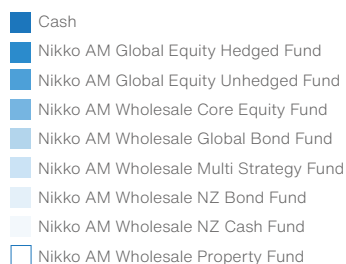 Cash
Nikko AM Global Equity Hedged Fund
Nikko AM Global Equity Unhedged Fund
Nikko AM Wholesale Core Equity Fund
Nikko AM Wholesale Global Bond Fund
Nikko AM Wholesale Multi Strategy Fund
Nikko AM Wholesale NZ Bond Fund
Nikko AM Wholesale NZ Cash Fund
Nikko AM Wholesale Property Fund